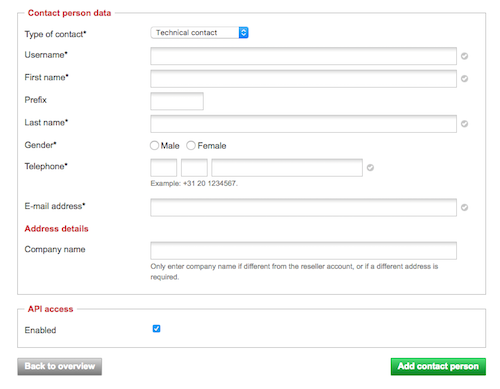 Contact person data
Type of contact* Technical contact
Username*
First name*
Prefix
Last name*
Gender* Male Female
Telephone*
Example: +31 20 1234567.
E-mail address*
Address details
Company name
Only enter company name if different from the reseller account, or if a different address is
required.
API access
Enabled
Back to overview Add contact person